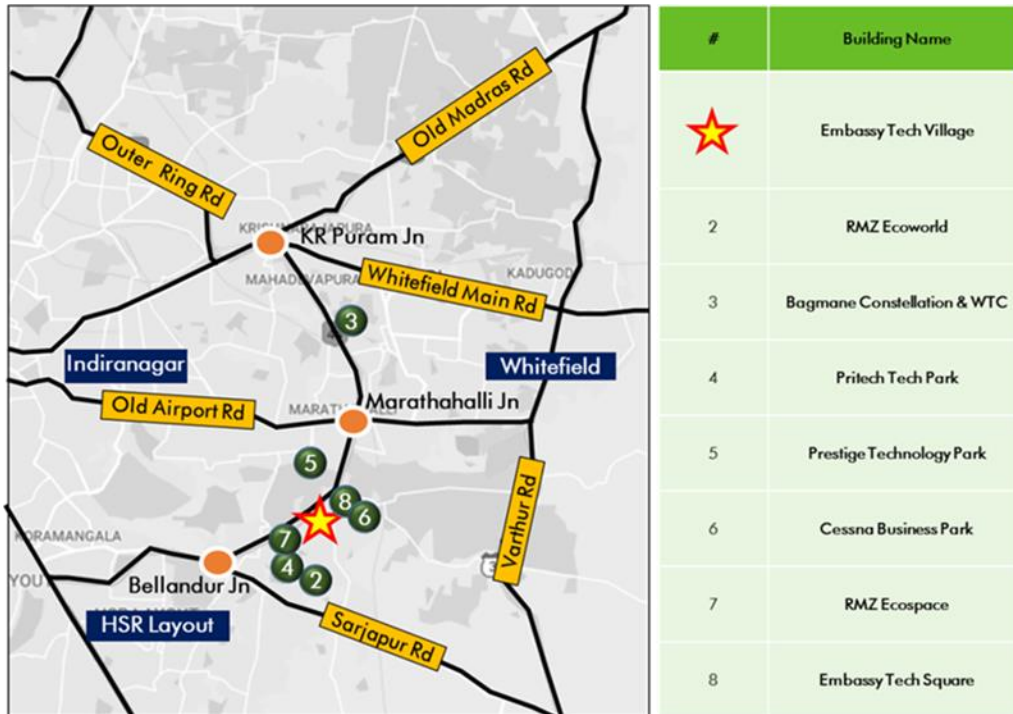 Old Madras Rd
Outer Ring Rd
KR Puram Jn
MAHADEVAPURA
Whitefield Main Rd
KADUGOD
3
Indiranagar
Whitefield
Marathahalli Jn
Old Airport Rd
5
8
6
7
4
2
KORAMANGALA
Bellandur Jn
HSR Layout
Sarjapur Rd
Varthur Rd
# Building Name
Embassy Tech Village
2 RMZ Ecoworld
3 Bagmane Constellation & WTC
4 Pritech Tech Park
5 Prestige Technology Park
6 Cessna Business Park
7 RMZ Ecospace
8 Embassy Tech Square